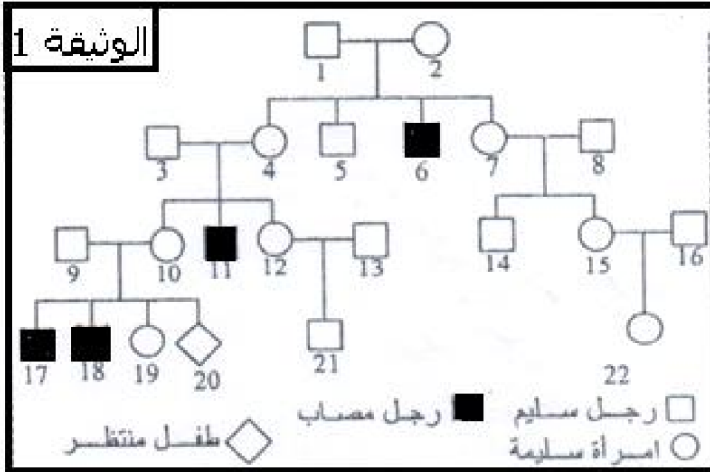 الوثيقة 1
1 2
3 4 5 6 7 8
9 10 11 12 13 14 15 16
17 18 19 20 21 22
رجل سليم رجل مصاب
امرأة سليمة طفل منتظر